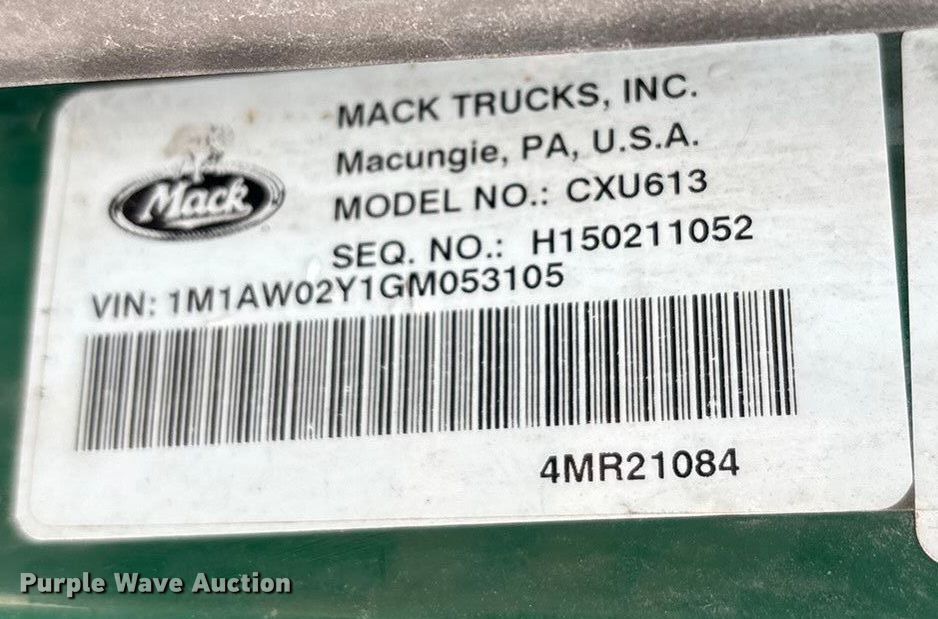 MACK TRUCKS, INC.
Macungie, PA, U.S.A.
Mack
MODEL NO.: CXU613
SEQ. NO.: H150211052
VIN: 1M1AW02Y1GM053105
4MR21084
Purple Wave Auction